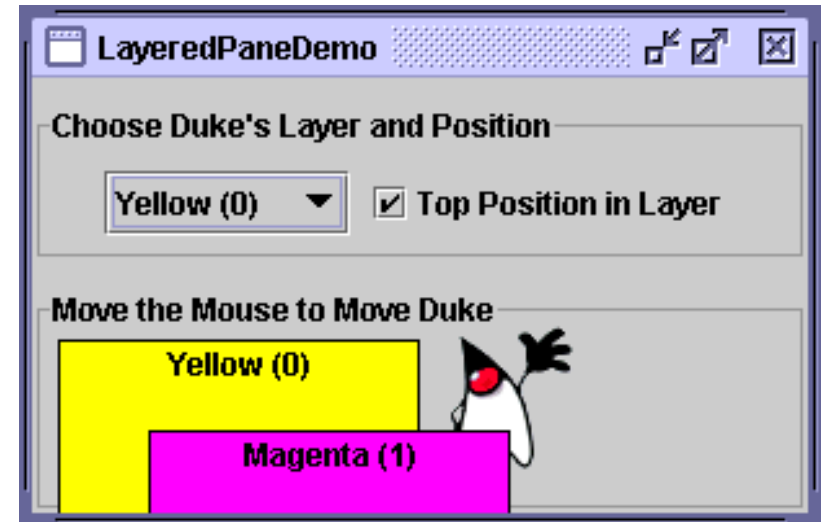 LayeredPaneDemo
Choose Duke's Layer and Position
Yellow (0) Top Position in Layer
Move the Mouse to Move Duke
Yellow (0)
Magenta (1)